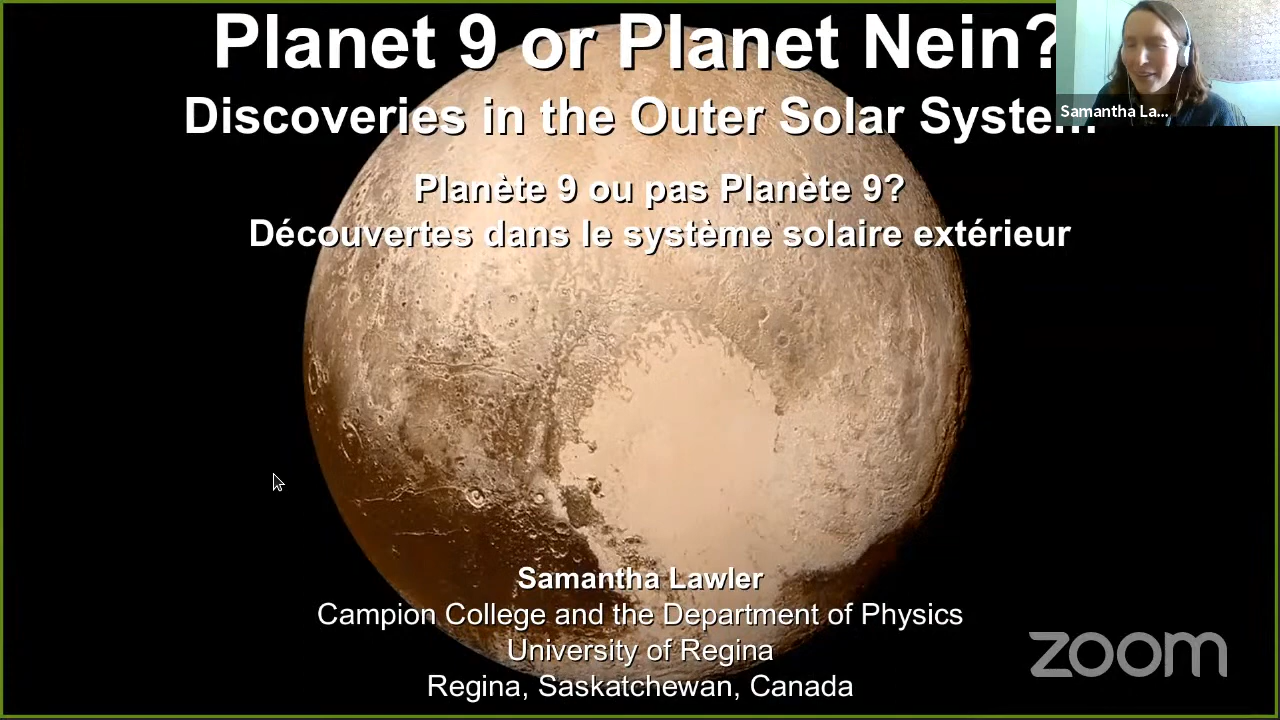 Planet 9 or Planet Nein?
Discoveries in the Outer Solar Syste
Samantha La...
Planète 9 ou pas Planète 9?
Découvertes dans le système solaire extérieur
Samantha Lawler
Campion College and the Department of Physics
University of Regina
Regina, Saskatchewan, Canada
zoom